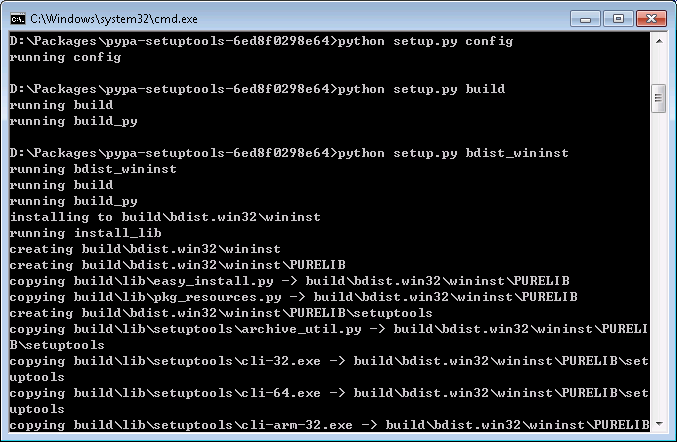 C:\Windows\system32\cmd.exe
D:\Packages\pypa-setuptools-6ed8f0298e64>python setup.py config
running config
D:\Packages\pypa-setuptools-6ed8f0298e64>python setup.py build
running build
running build_py
D:\Packages\pypa-setuptools-6ed8f0298e64>python setup.py bdist_wininst
running bdist_wininst
running build
running build_py
installing to build\bdist.win32\wininst
running install_lib
creating build\bdist.win32\wininst
creating build\bdist.win32\wininst\PURELIB
copying build\lib\easy_install.py -> build\bdist.win32\wininst\PURELIB
copying build\lib\pkg_resources.py -> build\bdist.win32\wininst\PURELIB
creating build\bdist.win32\wininst\PURELIB\setuptools
copying build\lib\setuptools\archive_util.py -> build\bdist.win32\wininst\PURELI
B\setuptools
copying build\lib\setuptools\cli-32.exe -> build\bdist.win32\wininst\PURELIB\set
uptools
copying build\lib\setuptools\cli-64.exe -> build\bdist.win32\wininst\PURELIB\set
uptools
copying build\lib\setuptools\cli-arm-32.exe -> build\bdist.win32\wininst\PURELIB